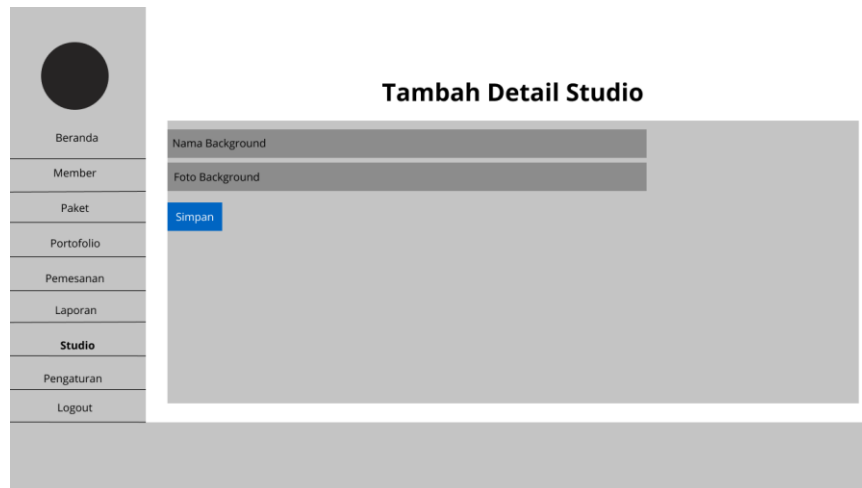 Tambah Detail Studio
Beranda
Member
Paket
Portofolio
Pemesanan
Laporan
Studio
Pengaturan
Logout
Nama Background
Foto Background
Simpan